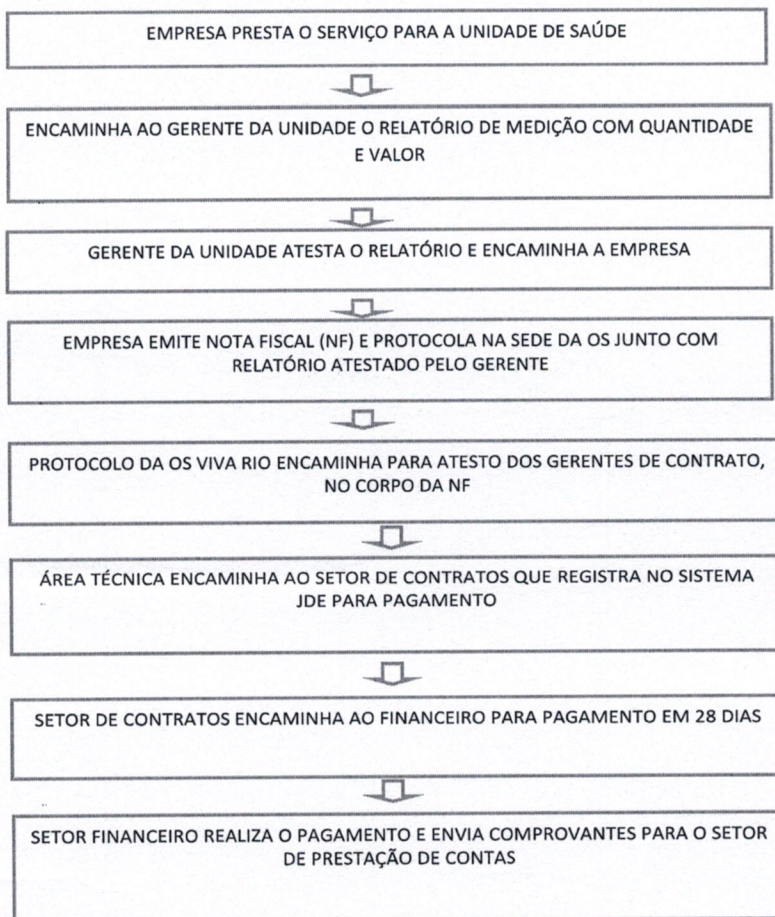 EMPRESA PRESTA O SERVIÇO PARA A UNIDADE DE SAÚDE
ENCAMINHA AO GERENTE DA UNIDADE O RELATÓRIO DE MEDIÇÃO COM QUANTIDADE
E VALOR
GERENTE DA UNIDADE ATESTA O RELATÓRIO E ENCAMINHA A EMPRESA
EMPRESA EMITE NOTA FISCAL (NF) E PROTOCOLA NA SEDE DA OS JUNTO COM
RELATÓRIO ATESTADO PELO GERENTE
PROTOCOLO DA OS VIVA RIO ENCAMINHA PARA ATESTO DOS GERENTES DE CONTRATO,
NO CORPO DA NF
ÁREA TÉCNICA ENCAMINHA AO SETOR DE CONTRATOS QUE REGISTRA NO SISTEMA
JDE PARA PAGAMENTO
SETOR DE CONTRATOS ENCAMINHA AO FINANCEIRO PARA PAGAMENTO EM 28 DIAS
SETOR FINANCEIRO REALIZA O PAGAMENTO E ENVIA COMPROVANTES PARA O SETOR
DE PRESTAÇÃO DE CONTAS